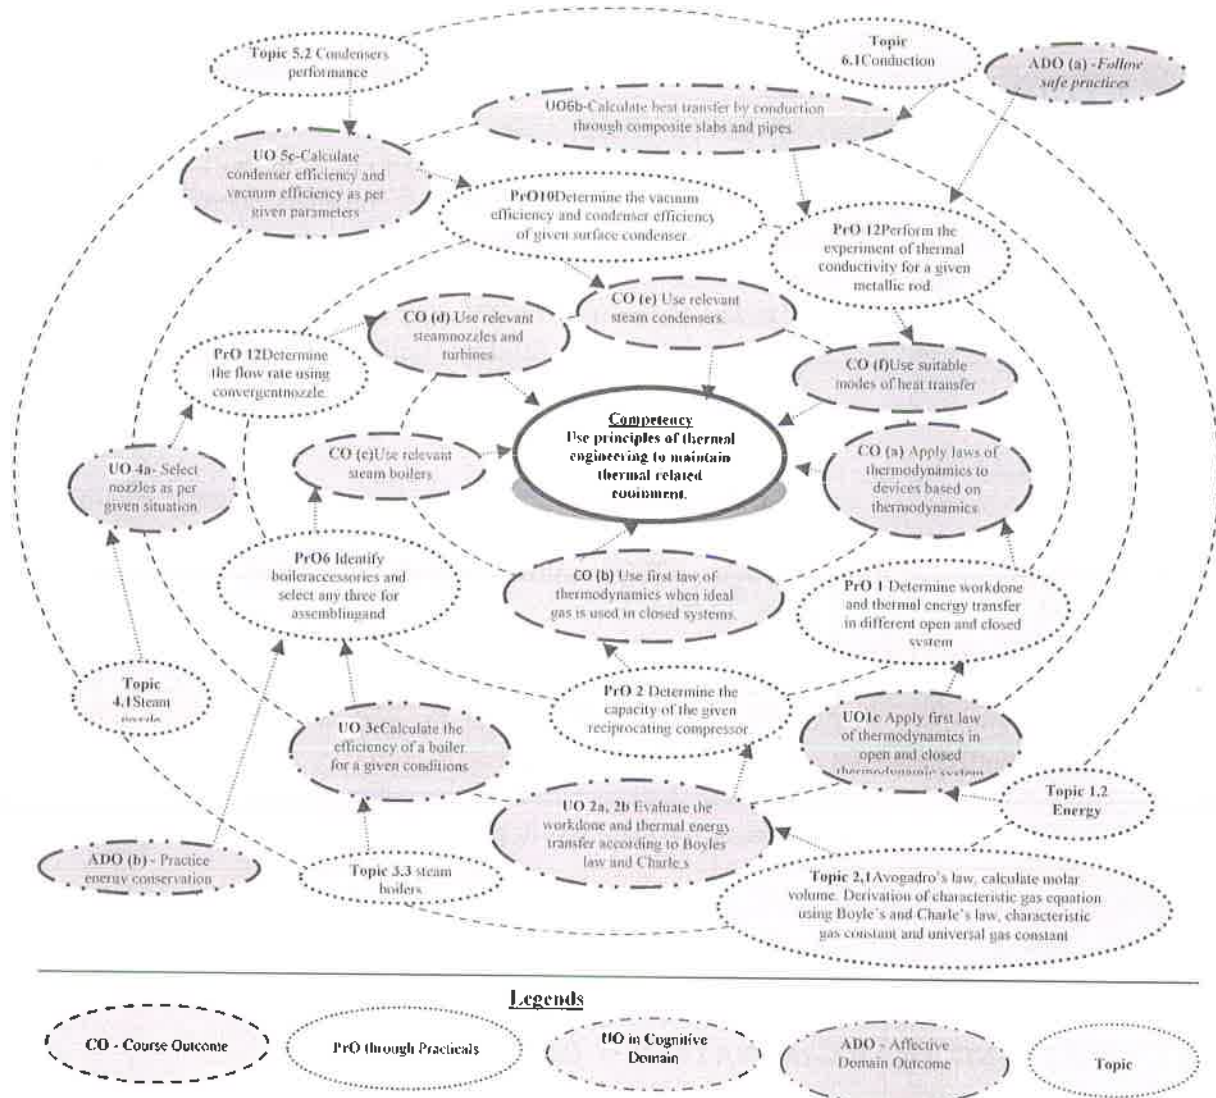 Topic 5.2 Condensers
performance
Topic
6.1Conduction
ADO (a) -Follow
safe practices
UO6b-Calculate heat transfer by conduction
through composite slabs and pipes.
UO 5c-Calculate
condenser efficiency and
vacuum efficiency as per
given parameters
PrO10Determine the vacuum
efficiency and condenser efficiency
of given surface condenser.
PrO 12Perform the
experiment of thermal
conductivity for a given
metallic rod
CO (d) Use relevant
steamnozzles and
turbines.
CO (e) Use relevant
steam condensers.
PrO 12Determine
the flow rate using
convergentnozzle.
CO (f)Use suitable
modes of heat transfer
Competency
Use principles of thermal
engineering to maintain
thermal related
equipment.
CO (c)Use relevant
steam boilers
CO (a) Apply laws of
thermodynamics to
devices based on
thermodynamics.
UO 4a- Select
nozzles as per
given situation
PrO6 Identify
boileraccessories and
select any three for
assemblingand
CO (b) Use first law of
thermodynamics when ideal
gas is used in closed systems.
PrO 1 Determine workdone
and thermal energy transfer
in different open and closed
system
Topic
4.1Steam
PrO 2 Determine the
capacity of the given
reciprocating compressor
UO 3cCalculate the
efficiency of a boiler
for a given conditions
UO1c Apply first law
of thermodynamics in
open and closed
thermodynamic system
UO 2a, 2b Evaluate the
workdone and thermal energy
transfer according to Boyles
law and Charle,s
Topic 1.2
Energy
ADO (b) - Practice
energy conservation
Topic 3.3 steam
boilers
Topic 2.1Avogadro's law, calculate molar
volume. Derivation of characteristic gas equation
using Boyle's and Charle's law, characteristic
gas constant and universal gas constant
Legends
CO - Course Outcome
PrO through Practicals
UO in Cognitive
Domain
ADO - Affective
Domain Outcome
Topic